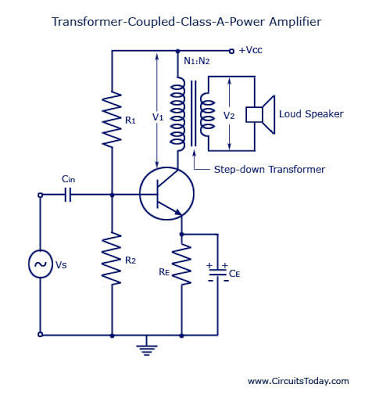 Transformer-Coupled-Class-A-Power Amplifier
+Vcc
N1:N2
R1
V1
V2
Loud Speaker
Step-down Transformer
Cin
Vs
R2
RE
+ +
CE
www.CircuitsToday.com